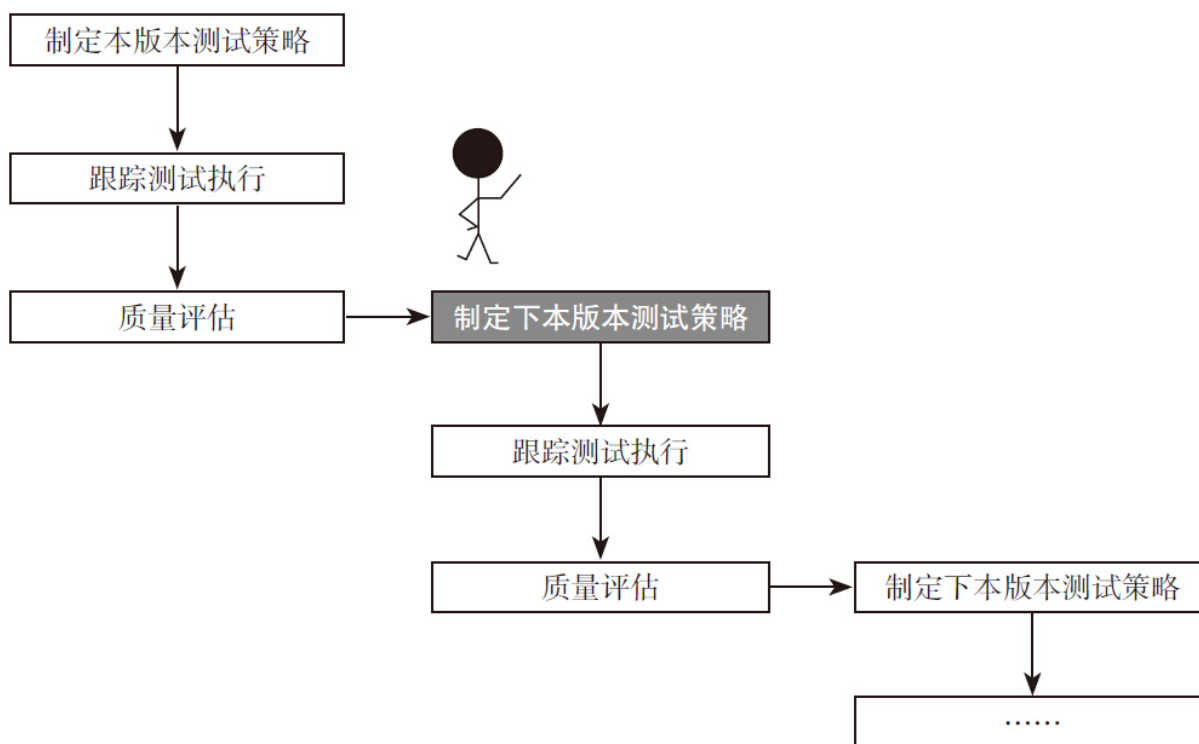 制定本版本测试策略
跟踪测试执行
质量评估
制定下本版本测试策略
跟踪测试执行
质量评估
制定下本版本测试策略
……